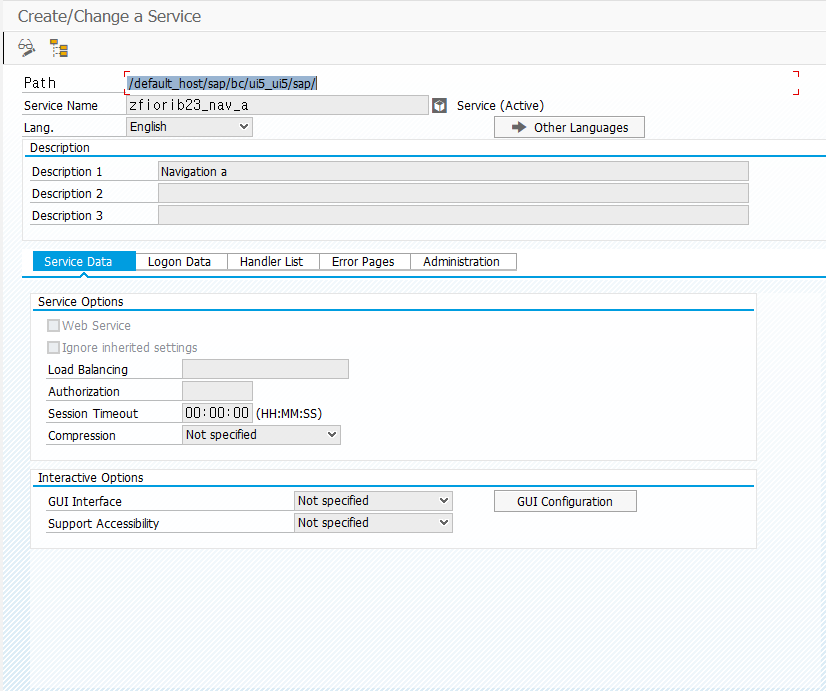 Create/Change a Service
Path /default_host/sap/bc/ui5_ui5/sap/
Service Name zfiorib23_nav_a Service (Active)
Lang. English Other Languages
Description
Description 1 Navigation a
Description 2
Description 3
Service Data Logon Data Handler List Error Pages Administration
Service Options
Web Service
Ignore inherited settings
Load Balancing
Authorization
Session Timeout 00:00:00 (HH:MM:SS)
Compression Not specified
Interactive Options
GUI Interface Not specified GUI Configuration
Support Accessibility Not specified